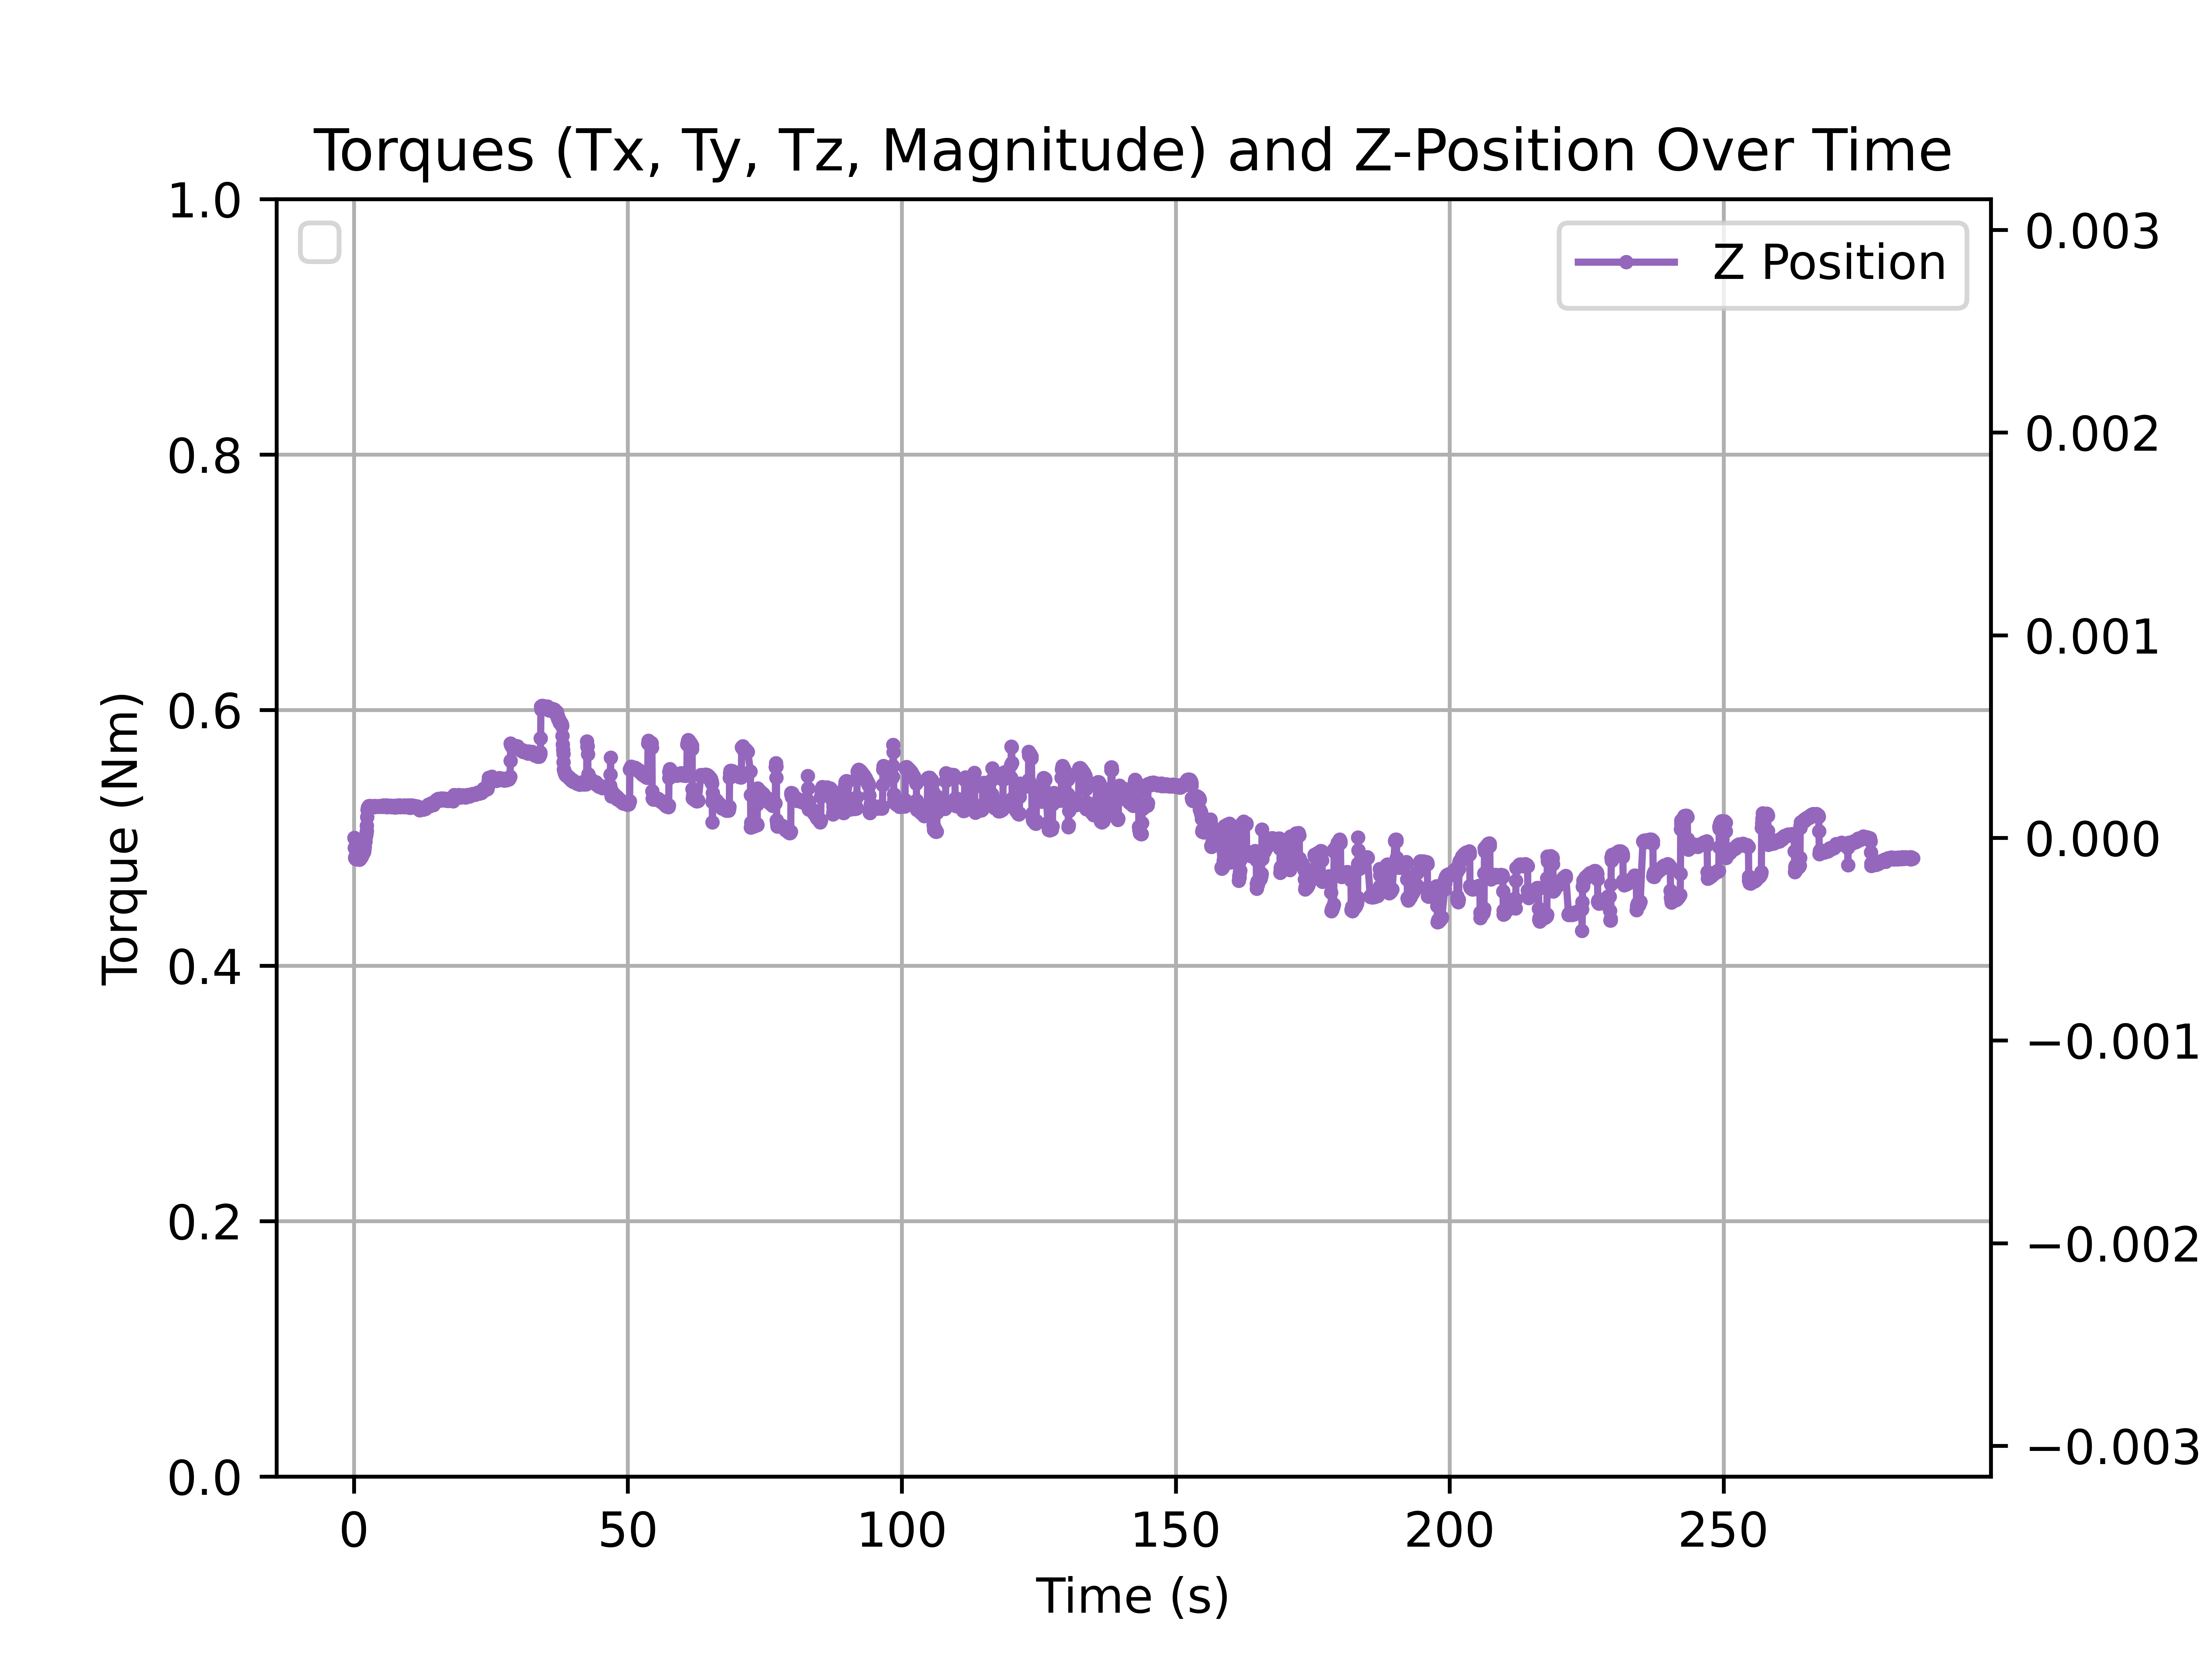 Torques (Tx, Ty, Tz, Magnitude) and Z-Position Over Time
Z Position
Torque (Nm)
1.0
0.8
0.6
0.4
0.2
0.0
0.003
0.002
0.001
0.000
−0.001
−0.002
−0.003
0 50 100 150 200 250
Time (s)